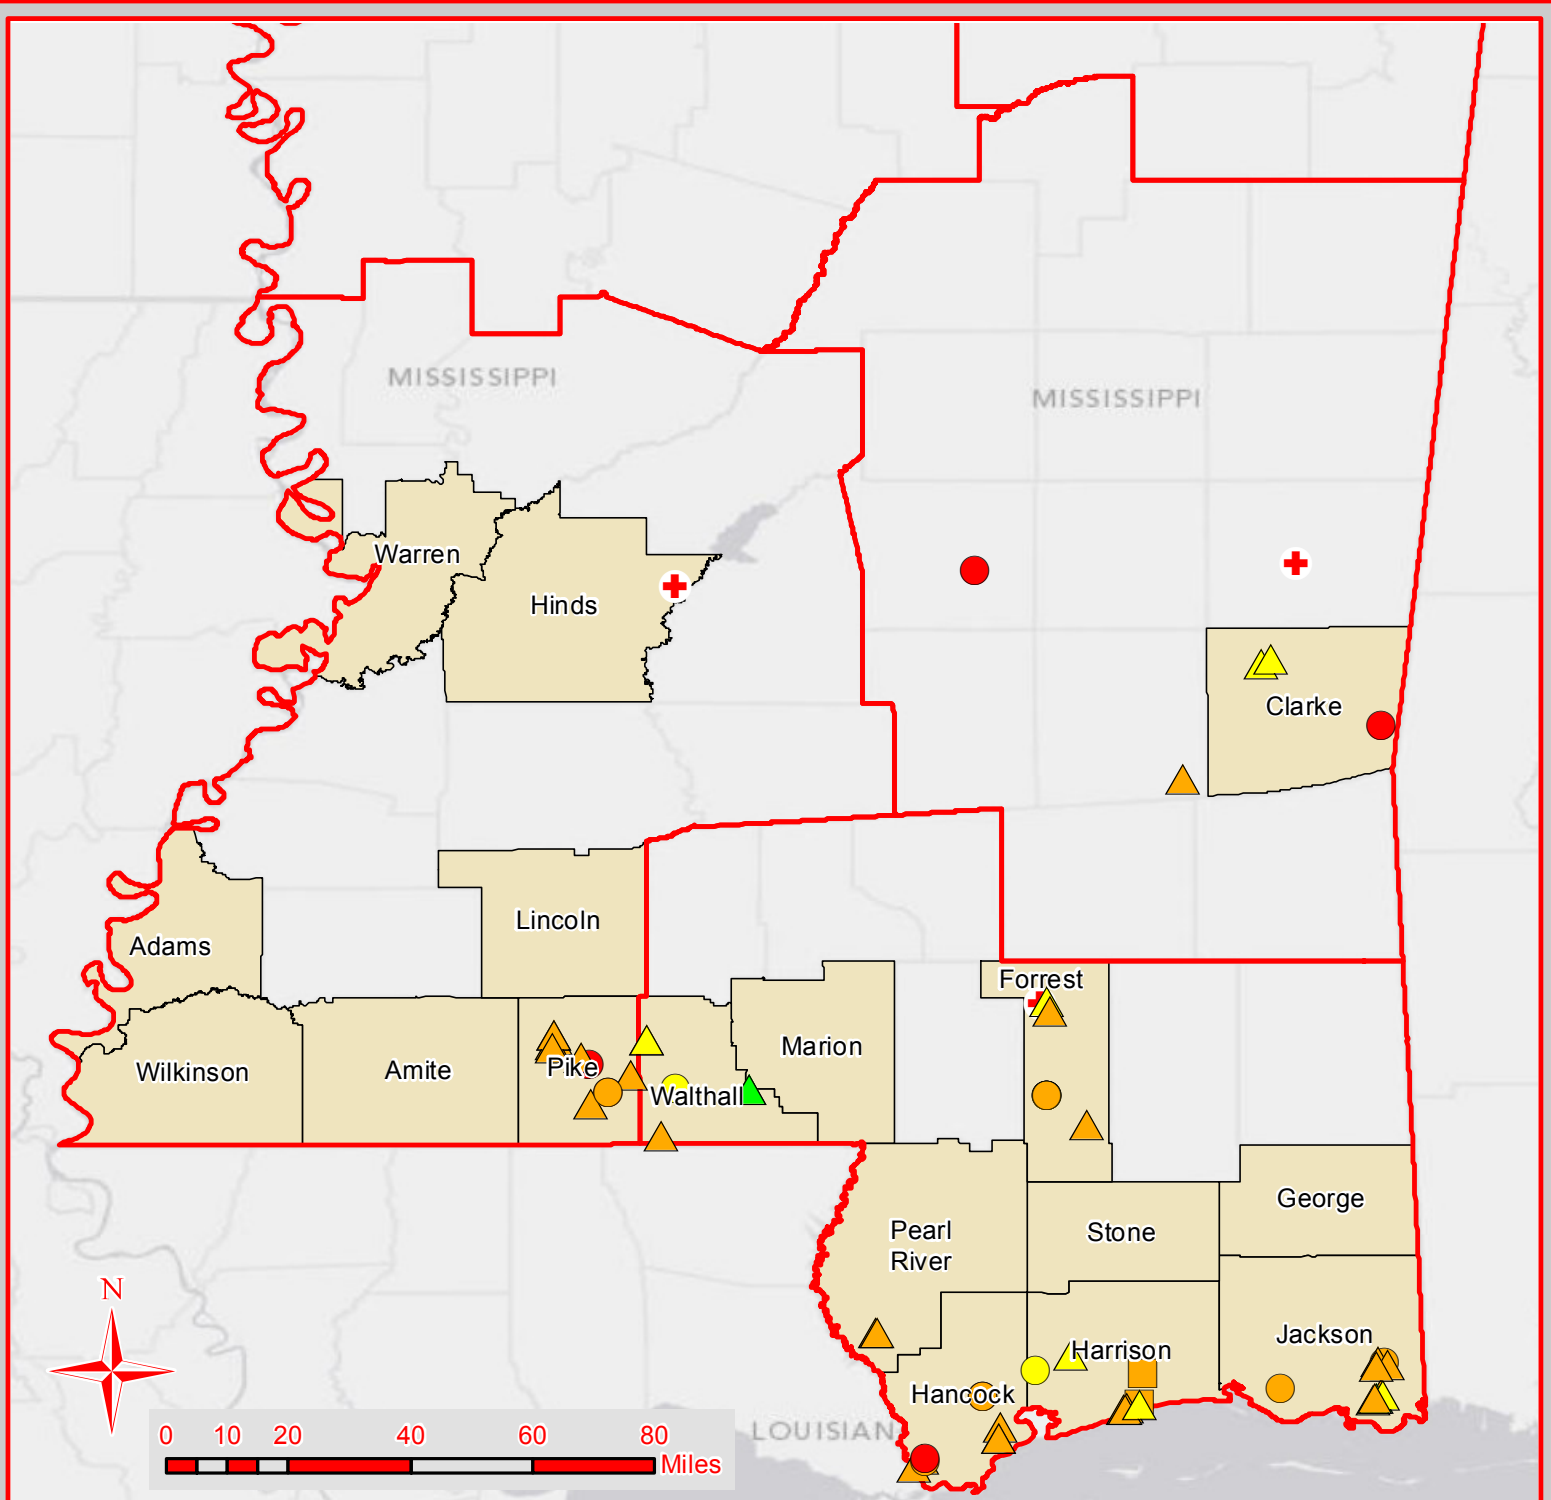 MISSISSIPPI
MISSISSIPPI
Warren
Hinds
Clarke
Lincoln
Adams
Forrest
Marion
Wilkinson
Amite
Pike
Walthall
George
Pearl
River
Stone
N
Jackson
Harrison
Hancock
LOUISIAN
0 10 20 40 60 80
Miles